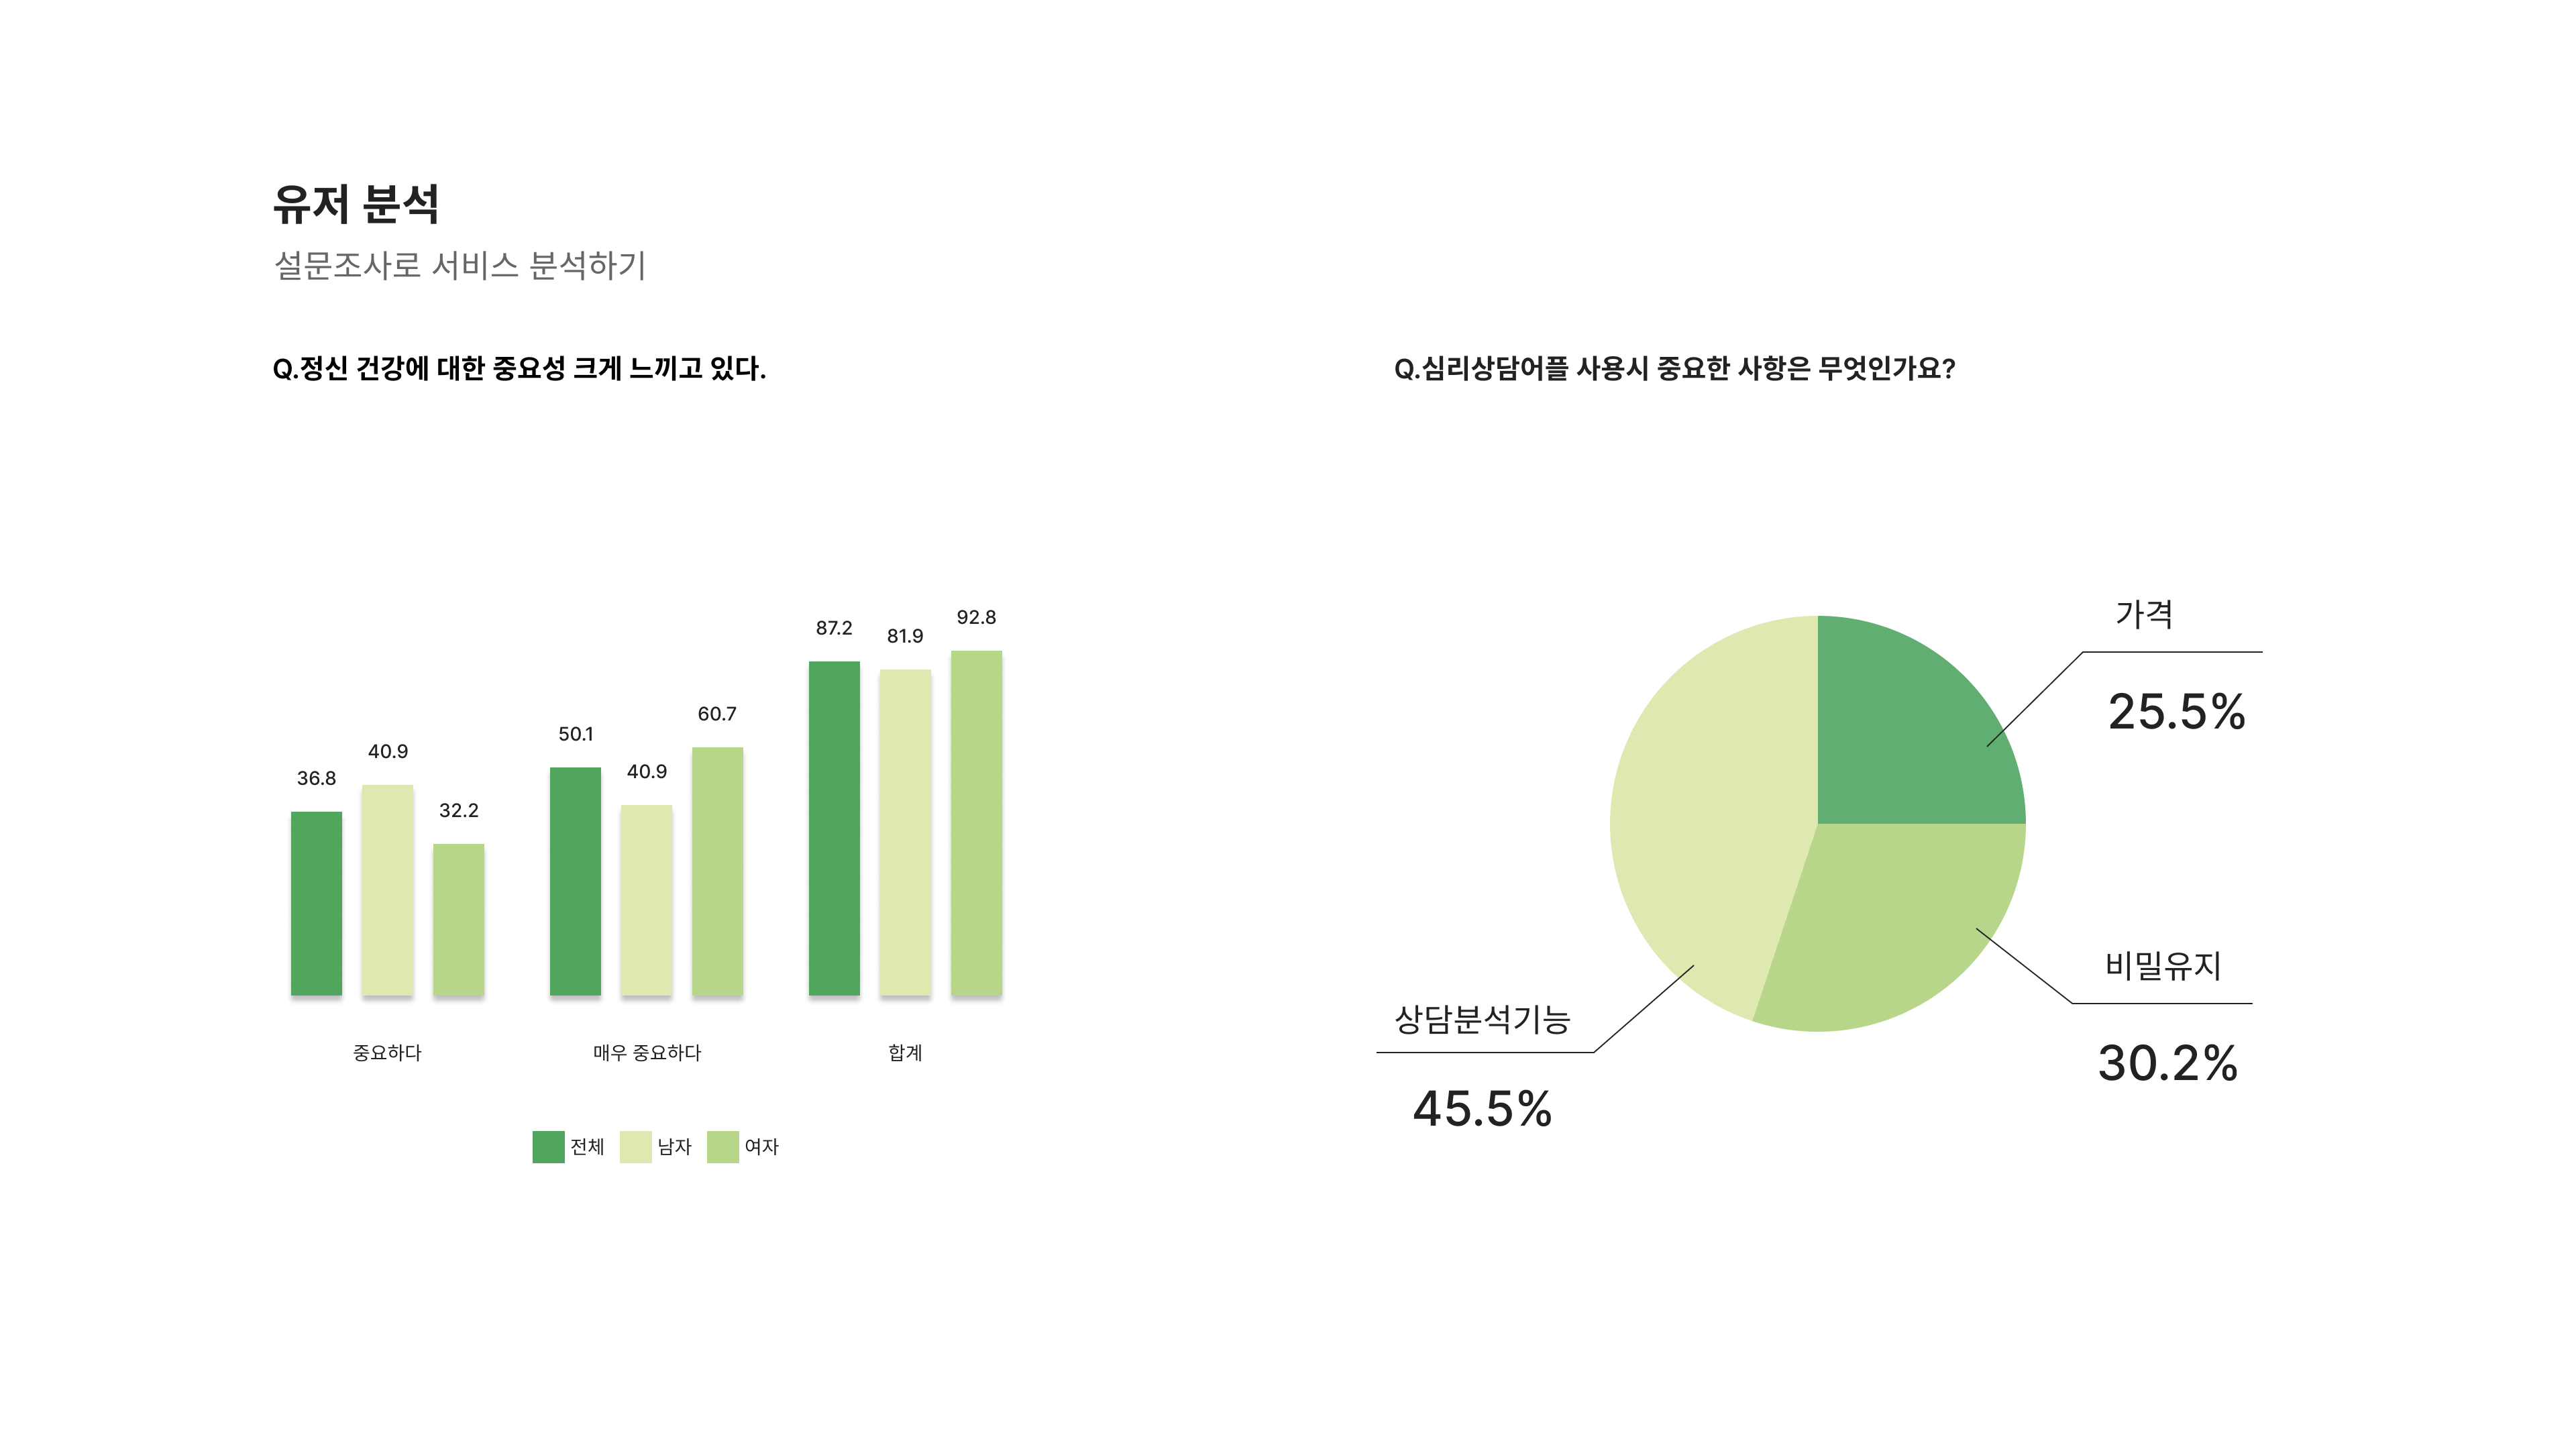 유저 분석
설문조사로 서비스 분석하기
Q.정신 건강에 대한 중요성 크게 느끼고 있다.
36.8
40.9
32.2
50.1
40.9
60.7
87.2
81.9
92.8
중요하다
매우 중요하다
합계
전체
남자
여자
Q.심리상담어플 사용시 중요한 사항은 무엇인가요?
가격
25.5%
비밀유지
30.2%
상담분석기능
45.5%